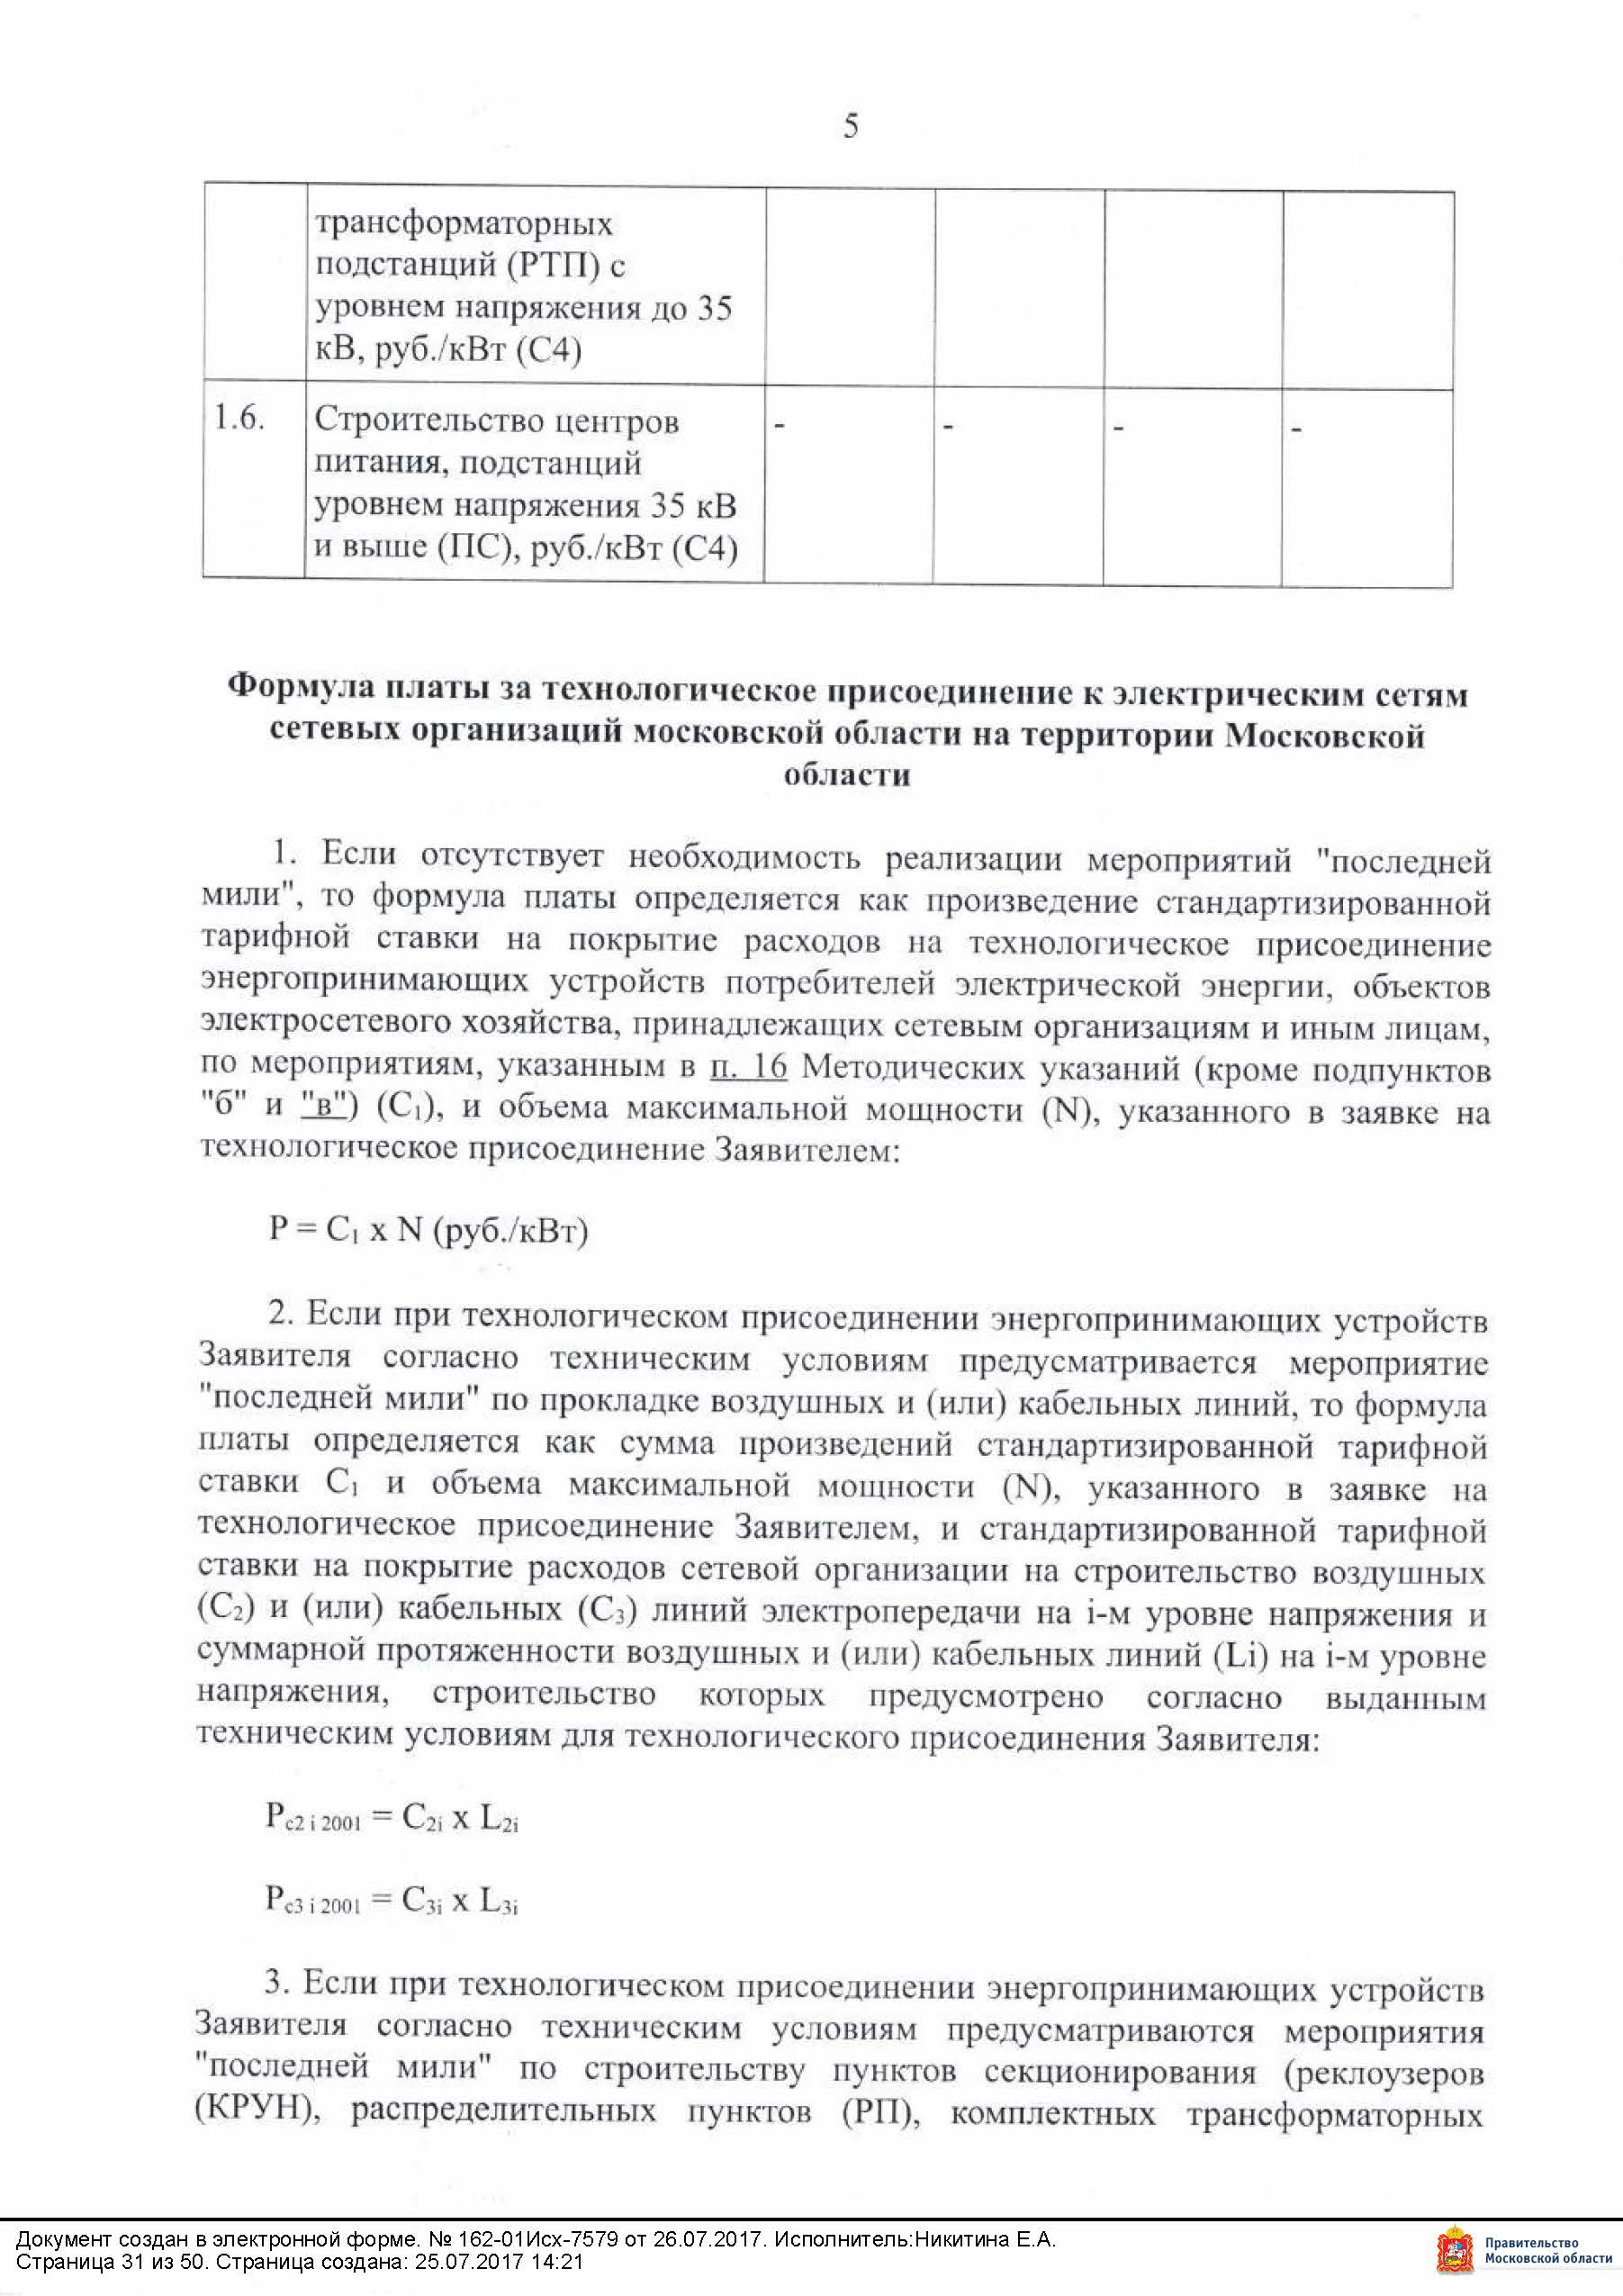 5
трансформаторных
подстанций (РТП) с
уровнем напряжения до 35
кВ, руб./кВт (С4)
1.6. Строительство центров - - - -
питания, подстанций
уровнем напряжения 35 кВ
и выше (ПС), руб./кВт (С4)
Формула платы за технологическое присоединение к электрическим сетям
сетевых организаций московской области на территории Московской
области
1. Если отсутствует необходимость реализации мероприятий "последней
мили", то формула платы определяется как произведение стандартизированной
тарифной ставки на покрытие расходов на технологическое присоединение
энергопринимающих устройств потребителей электрической энергии, объектов
электросетевого хозяйства, принадлежащих сетевым организациям и иным лицам,
по мероприятиям, указанным в п. 16 Методических указаний (кроме подпунктов
"б" и "в") (С₁), и объема максимальной мощности (N), указанного в заявке на
технологическое присоединение Заявителем:
P = C₁ x N (руб./кВт)
2. Если при технологическом присоединении энергопринимающих устройств
Заявителя согласно техническим условиям предусматривается мероприятие
"последней мили" по прокладке воздушных и (или) кабельных линий, то формула
платы определяется как сумма произведений стандартизированной тарифной
ставки С₁ и объема максимальной мощности (N), указанного в заявке на
технологическое присоединение Заявителем, и стандартизированной тарифной
ставки на покрытие расходов сетевой организации на строительство воздушных
(С₂) и (или) кабельных (С₃) линий электропередачи на i-м уровне напряжения и
суммарной протяженности воздушных и (или) кабельных линий (Li) на i-м уровне
напряжения, строительство которых предусмотрено согласно выданным
техническим условиям для технологического присоединения Заявителя:
Pc2 i 2001 = C2i x L2i
Pc3 i 2001 = C3i x L3i
3. Если при технологическом присоединении энергопринимающих устройств
Заявителя согласно техническим условиям предусматриваются мероприятия
"последней мили" по строительству пунктов секционирования (реклоузеров
(КРУН), распределительных пунктов (РП), комплектных трансформаторных
Документ создан в электронной форме. № 162-01Исх-7579 от 26.07.2017. Исполнитель:Никитина Е.А.
Страница 31 из 50. Страница создана: 25.07.2017 14:21
Правительство
Московской области